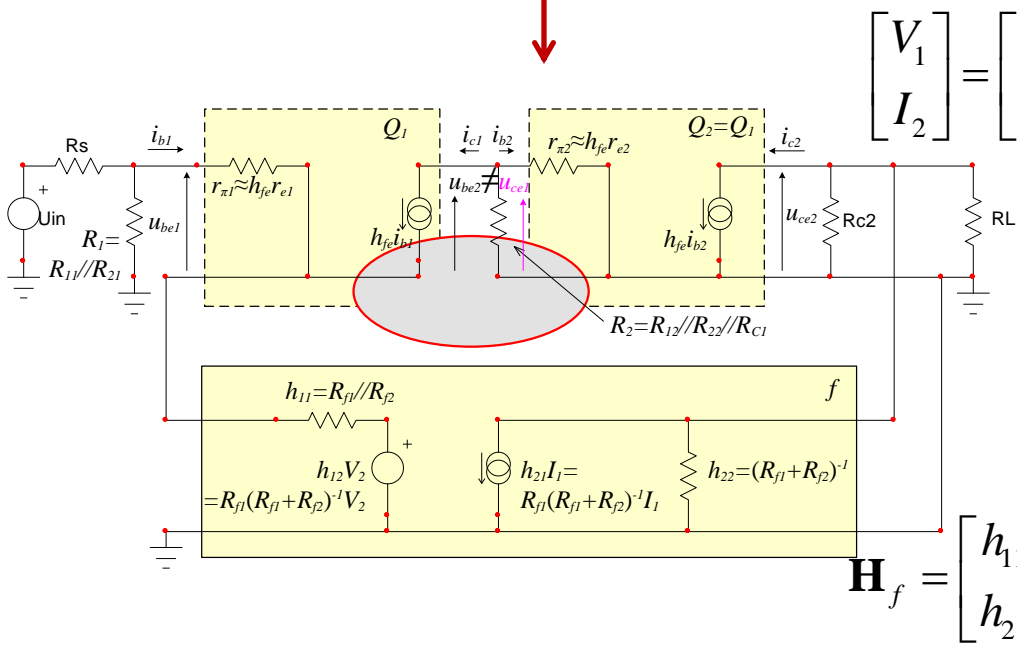 [V1
I2] = [
Q1
Q2=Q1
ib1
ic1 ib2
ic2
Rs
rπ1≈hfere1
rπ2≈hfere2
ube2≠uce1
+
Uin
ube1
hfeib1
hfeib2
uce2
Rc2
RL
R1=
R11//R21
R2=R12//R22//RC1
f
h11=Rf1//Rf2
+
h12V2
=Rf1(Rf1+Rf2)-1V2
h21I1=
Rf1(Rf1+Rf2)-1I1
h22=(Rf1+Rf2)-1
Hf = [h1
h2